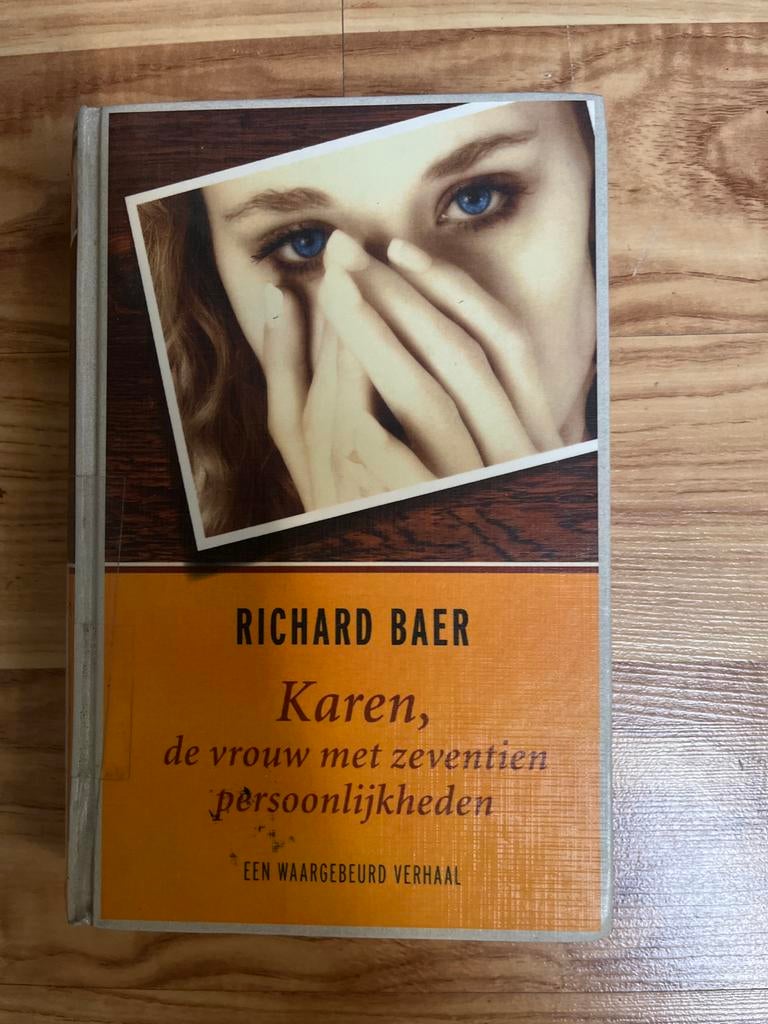 RICHARD BAER
Karen,
de vrouw met zeventien
persoonlijkheden
EEN WAARGEBEURD VERHAAL